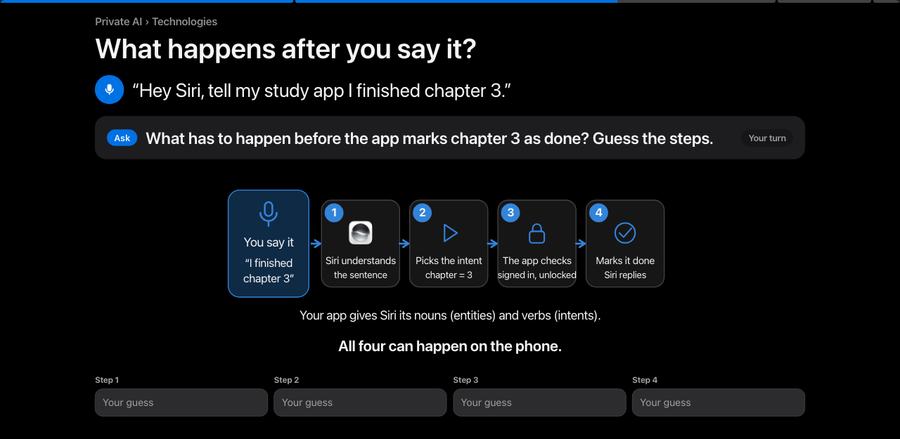 Private AI › Technologies
What happens after you say it?
“Hey Siri, tell my study app I finished chapter 3.”
Ask
What has to happen before the app marks chapter 3 as done? Guess the steps.
Your turn
You say it
“I finished
chapter 3”
1
Siri understands
the sentence
2
Picks the intent
chapter = 3
3
The app checks
signed in, unlocked
4
Marks it done
Siri replies
Your app gives Siri its nouns (entities) and verbs (intents).
All four can happen on the phone.
Step 1
Your guess
Step 2
Your guess
Step 3
Your guess
Step 4
Your guess